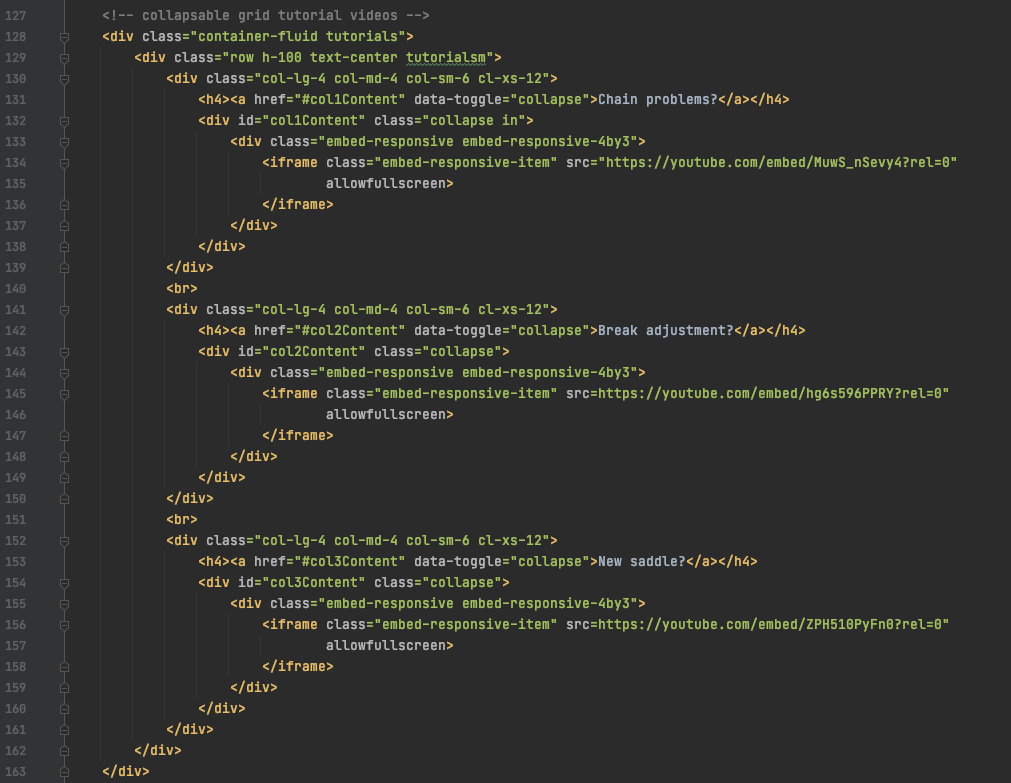 127 <!-- collapsable grid tutorial videos -->
128 <div class="container-fluid tutorials">
129 <div class="row h-100 text-center tutorialsm">
130 <div class="col-lg-4 col-md-4 col-sm-6 cl-xs-12">
131 <h4><a href="#col1Content" data-toggle="collapse">Chain problems?</a></h4>
132 <div id="col1Content" class="collapse in">
133 <div class="embed-responsive embed-responsive-4by3">
134 <iframe class="embed-responsive-item" src="https://youtube.com/embed/MuwS_nSevy4?rel=0"
135 allowfullscreen>
136 </iframe>
137 </div>
138 </div>
139 </div>
140 <br>
141 <div class="col-lg-4 col-md-4 col-sm-6 cl-xs-12">
142 <h4><a href="#col2Content" data-toggle="collapse">Break adjustment?</a></h4>
143 <div id="col2Content" class="collapse">
144 <div class="embed-responsive embed-responsive-4by3">
145 <iframe class="embed-responsive-item" src=https://youtube.com/embed/hg6s596PPRY?rel=0"
146 allowfullscreen>
147 </iframe>
148 </div>
149 </div>
150 </div>
151 <br>
152 <div class="col-lg-4 col-md-4 col-sm-6 cl-xs-12">
153 <h4><a href="#col3Content" data-toggle="collapse">New saddle?</a></h4>
154 <div id="col3Content" class="collapse">
155 <div class="embed-responsive embed-responsive-4by3">
156 <iframe class="embed-responsive-item" src=https://youtube.com/embed/ZPH510PyFn0?rel=0"
157 allowfullscreen>
158 </iframe>
159 </div>
160 </div>
161 </div>
162 </div>
163 </div>